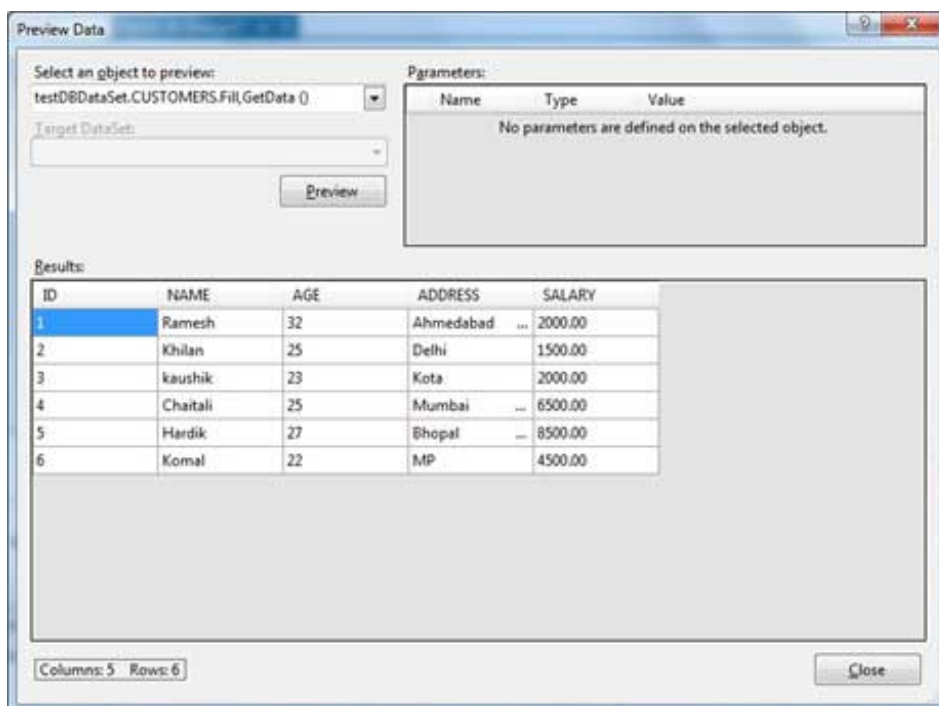 Preview Data
Select an object to preview:
testDBDataSet.CUSTOMERS.Fill,GetData ()
Target DataSet:
Preview
Parameters:
Name Type Value
No parameters are defined on the selected object.
Results:
ID NAME AGE ADDRESS SALARY
1 Ramesh 32 Ahmedabad ... 2000.00
2 Khilan 25 Delhi 1500.00
3 kaushik 23 Kota 2000.00
4 Chaitali 25 Mumbai ... 6500.00
5 Hardik 27 Bhopal ... 8500.00
6 Komal 22 MP 4500.00
Columns: 5 Rows: 6
Close